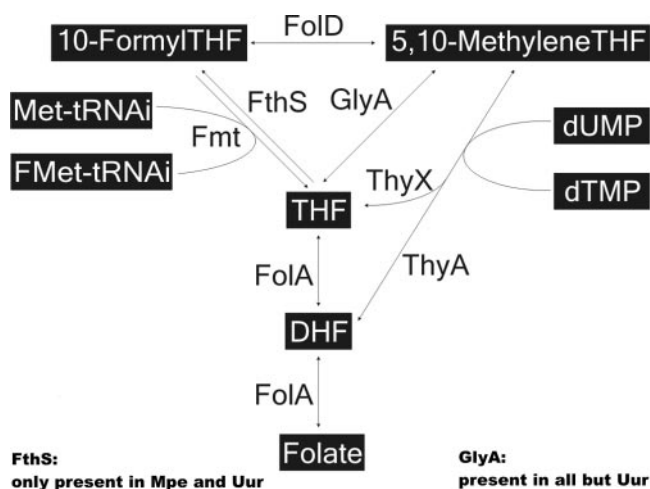 FolD
10-FormylTHF
5,10-MethyleneTHF
FthS
GlyA
Met-tRNAi
Fmt
dUMP
FMet-tRNAi
ThyX
dTMP
THF
FolA
ThyA
DHF
FolA
Folate
FthS:
only present in Mpe and Uur
GlyA:
present in all but Uur